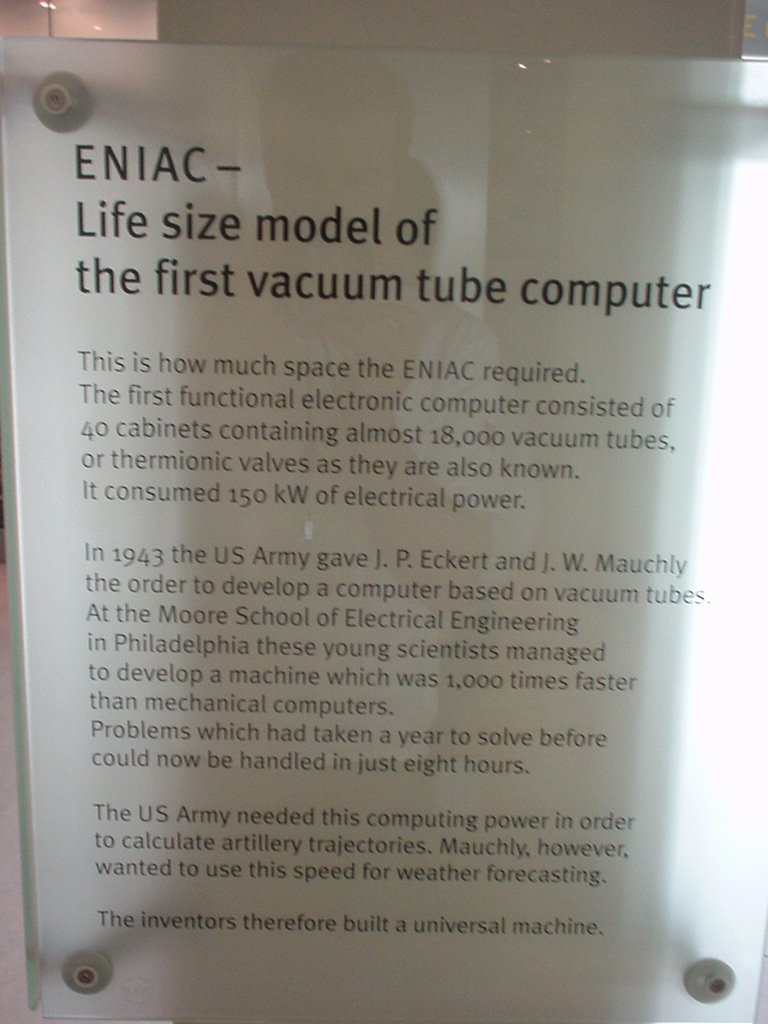 ENIAC –
Life size model of
the first vacuum tube computer
This is how much space the ENIAC required.
The first functional electronic computer consisted of
40 cabinets containing almost 18,000 vacuum tubes,
or thermionic valves as they are also known.
It consumed 150 kW of electrical power.
In 1943 the US Army gave J. P. Eckert and J. W. Mauchly
the order to develop a computer based on vacuum tubes.
At the Moore School of Electrical Engineering
in Philadelphia these young scientists managed
to develop a machine which was 1,000 times faster
than mechanical computers.
Problems which had taken a year to solve before
could now be handled in just eight hours.
The US Army needed this computing power in order
to calculate artillery trajectories. Mauchly, however,
wanted to use this speed for weather forecasting.
The inventors therefore built a universal machine.